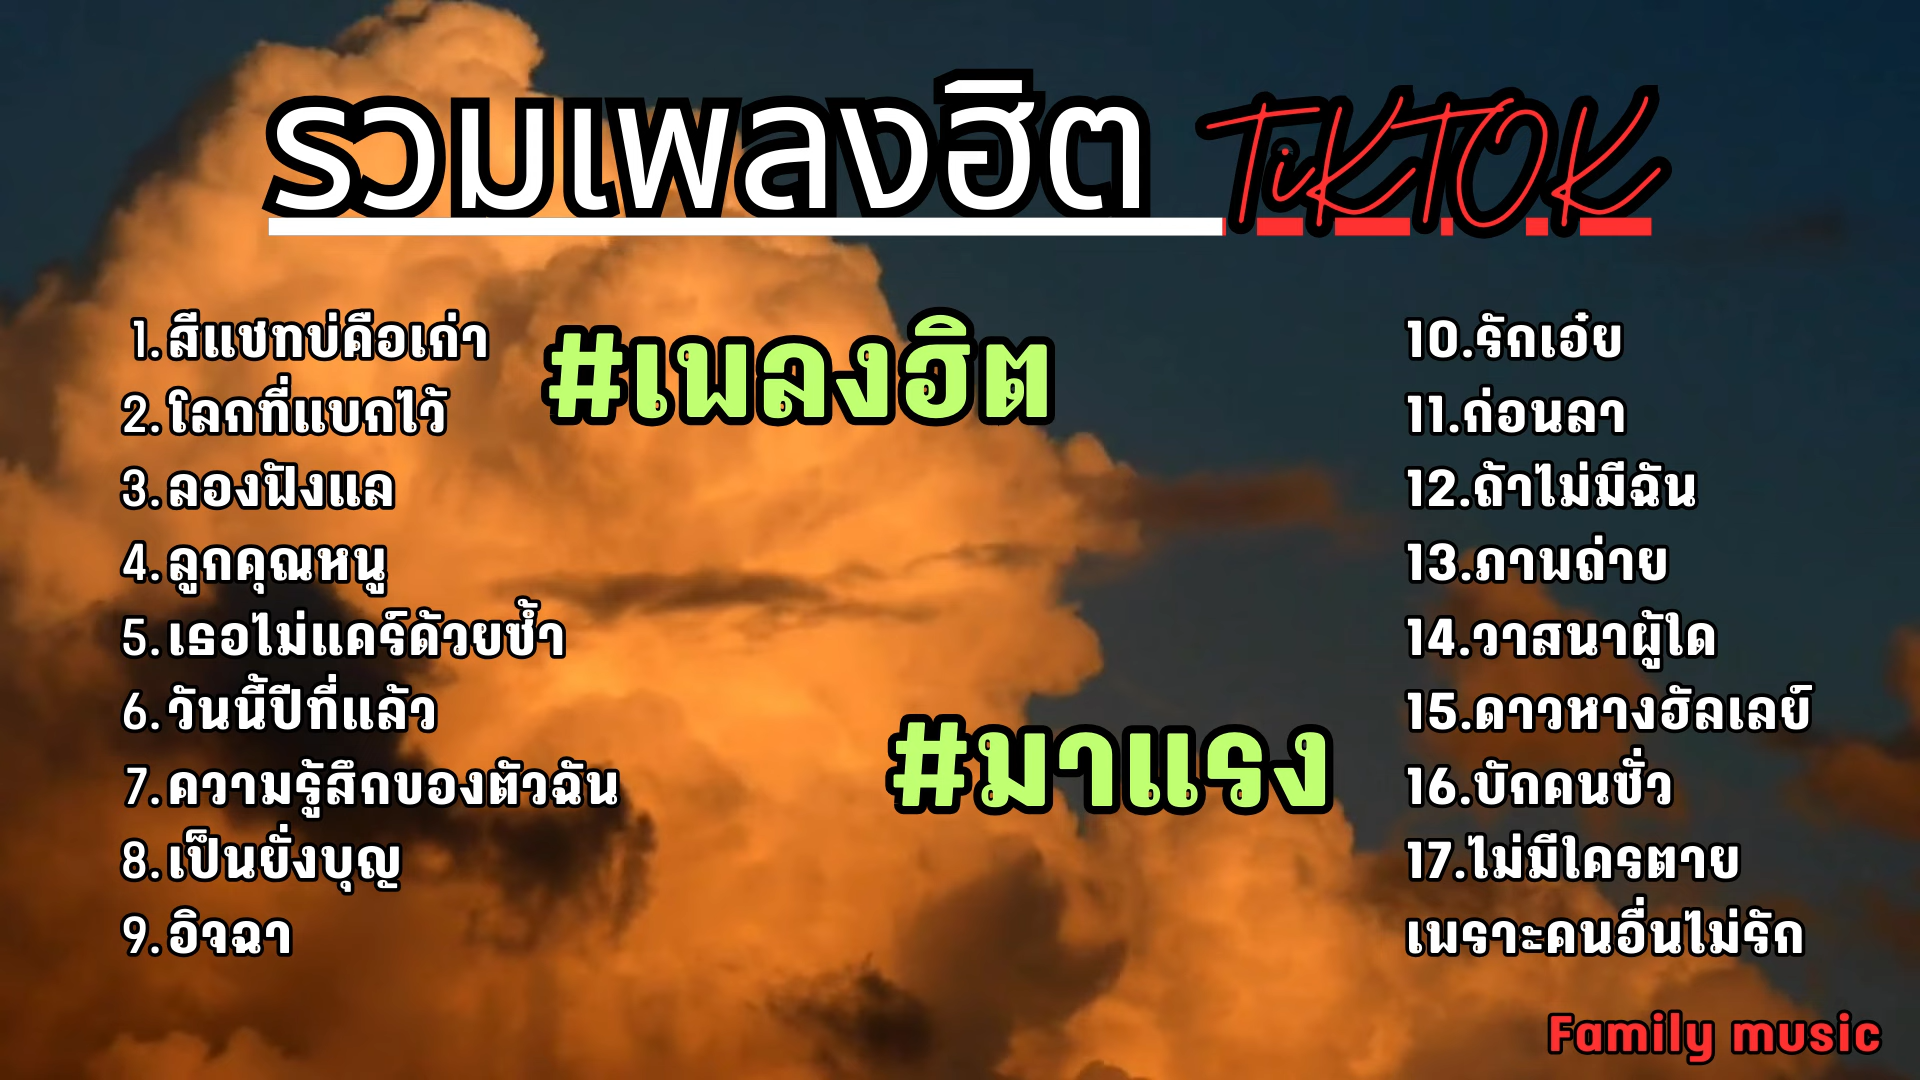 รวมเพลงฮิต TiKTOK
#เพลงฮิต
1.สีแชทบ่คือเก่า
2.โลกที่แบกไว้
3.ลองฟังแล
4.ลูกคุณหนู
5.เธอไม่แคร์ด้วยซ้ำ
6.วันนี้ปีที่แล้ว
7.ความรู้สึกของตัวฉัน
8.เป็นยั่งบุญ
9.อิจฉา
#มาแรง
10.รักเอ๋ย
11.ก่อนลา
12.ถ้าไม่มีฉัน
13.ภาพถ่าย
14.วาสนาผู้ใด
15.ดาวหางฮัลเลย์
16.บักคนซั่ว
17.ไม่มีใครตาย
เพราะคนอื่นไม่รัก
Family music